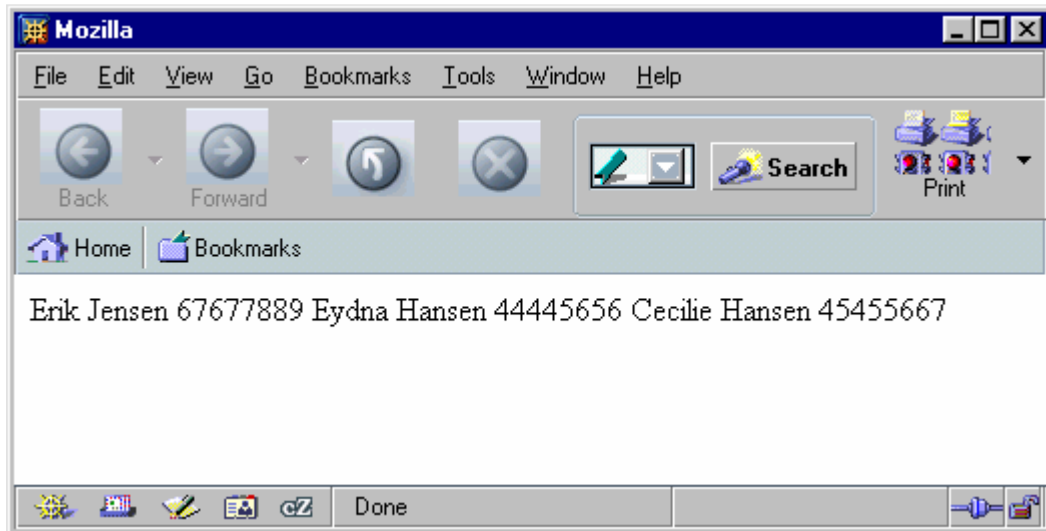 Mozilla
File Edit View Go Bookmarks Tools Window Help
Back Forward Search Print
Home Bookmarks
Erik Jensen 67677889 Eydna Hansen 44445656 Cecilie Hansen 45455667
cZ Done